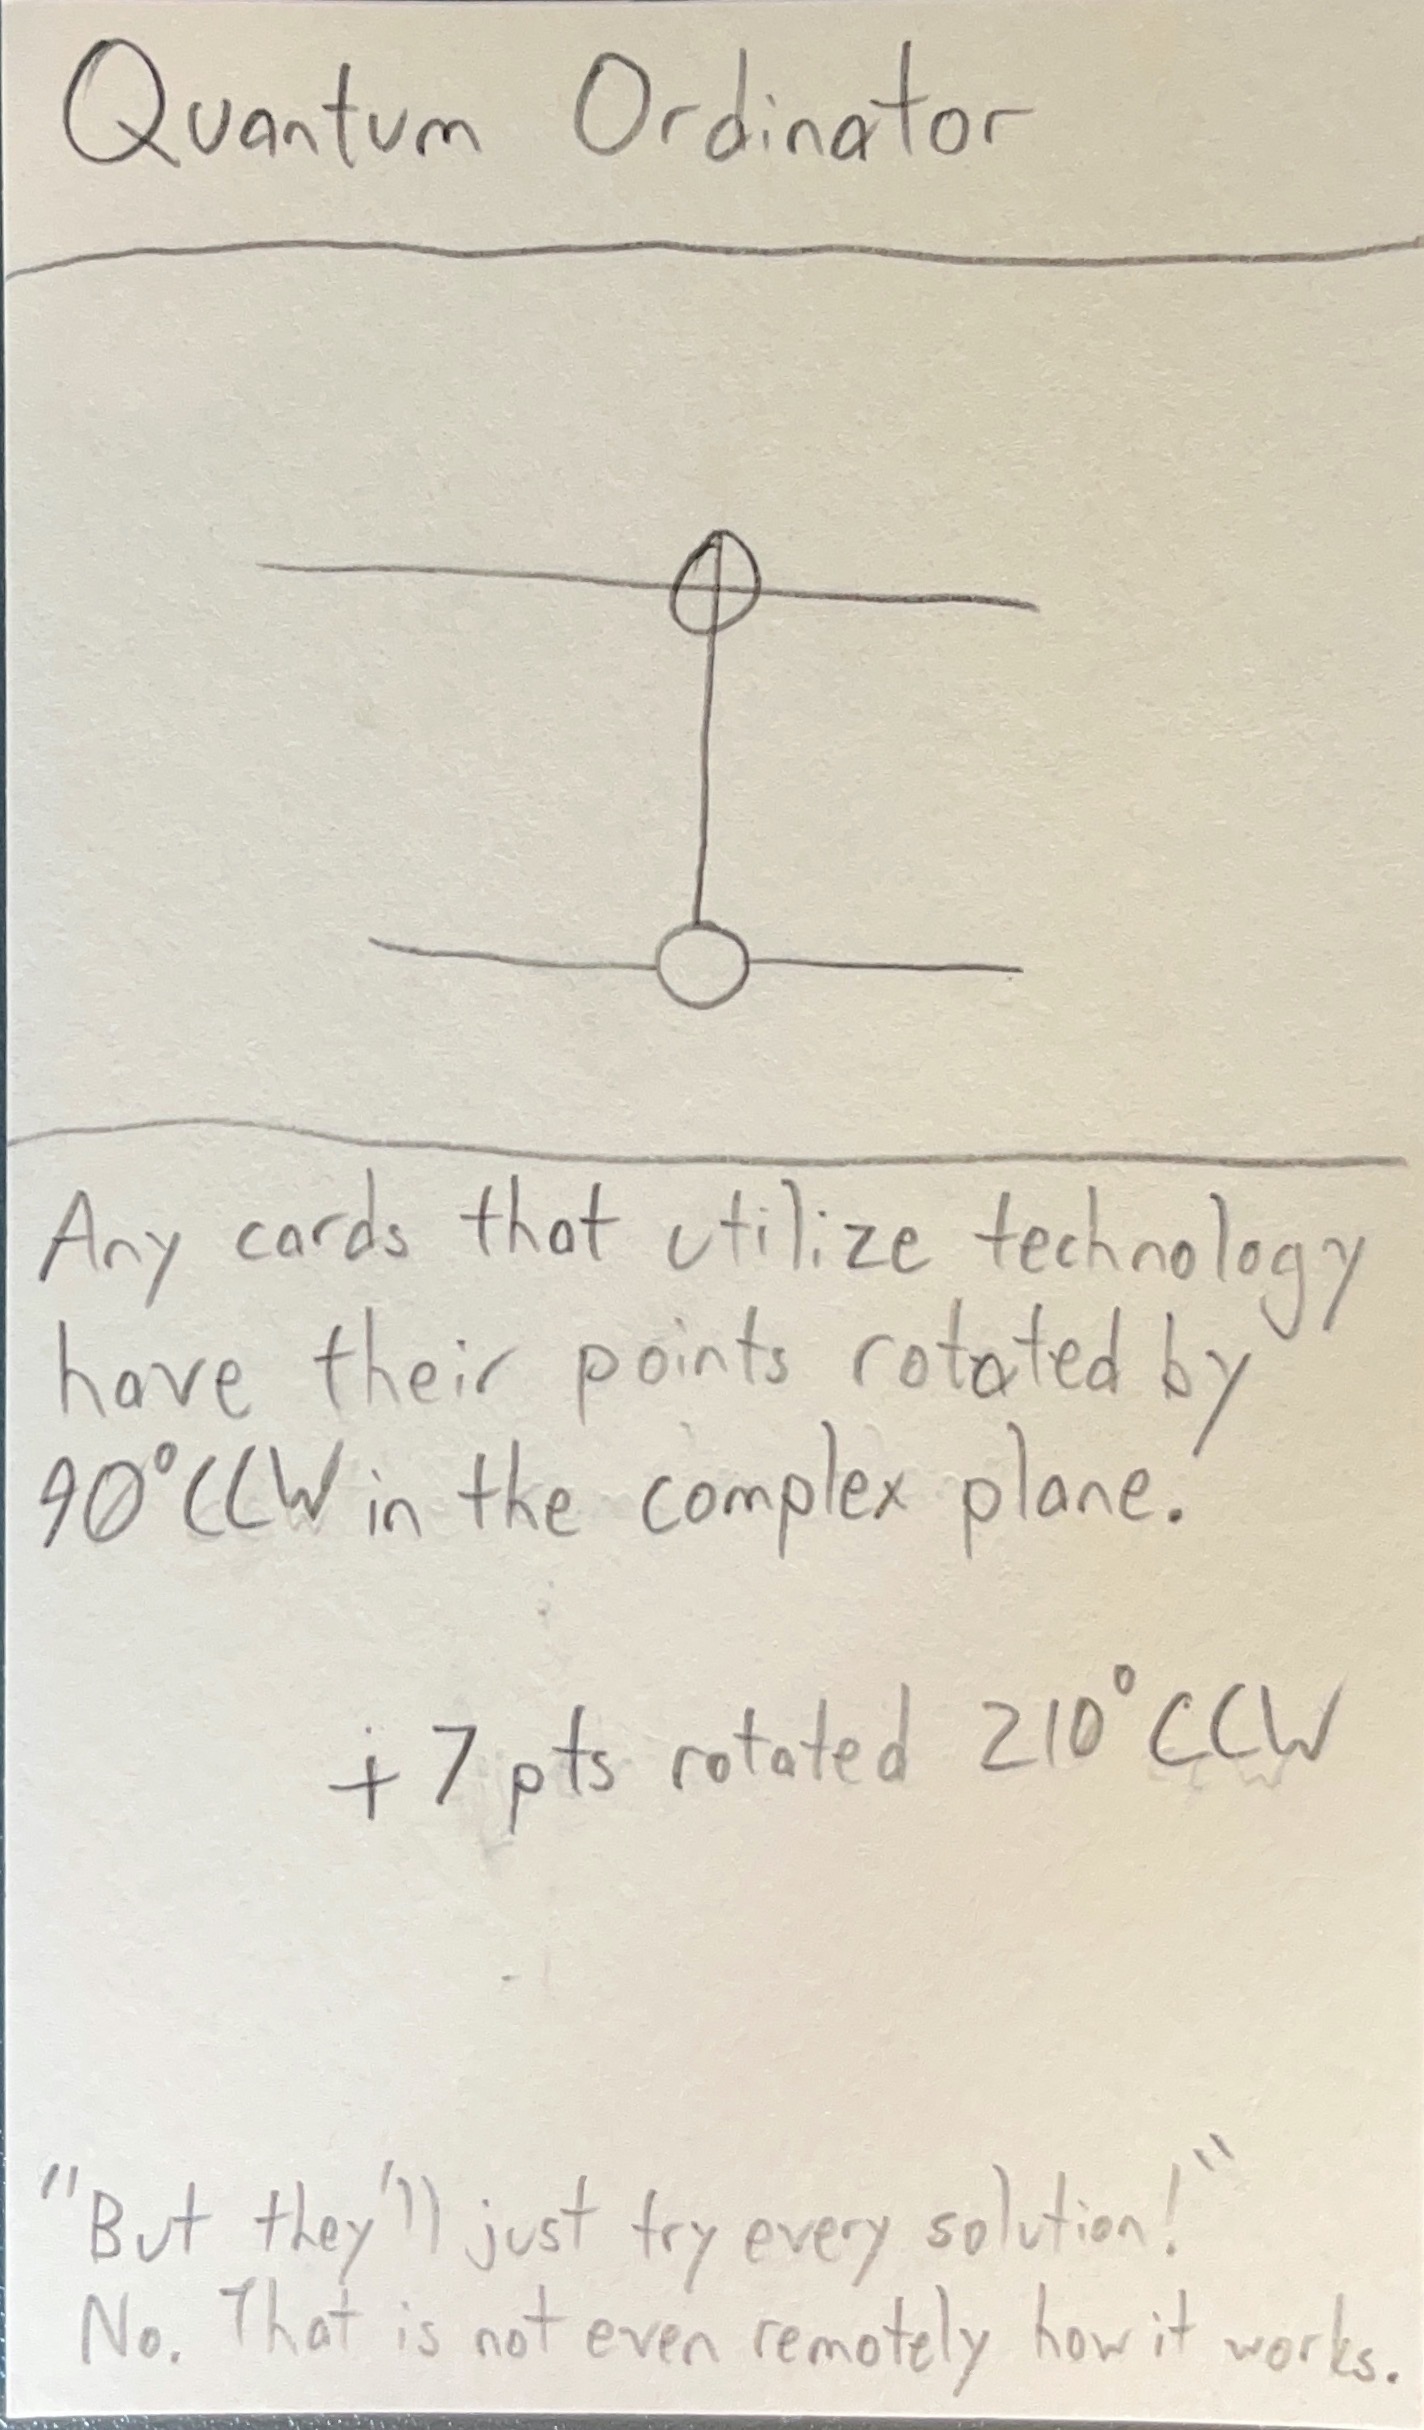 Quantum Ordinator
Any cards that utilize technology
have their points rotated by
90°CCW in the complex plane.
+7 pts rotated 210°CCW
"But they'll just try every solution!"
No. That is not even remotely how it works.